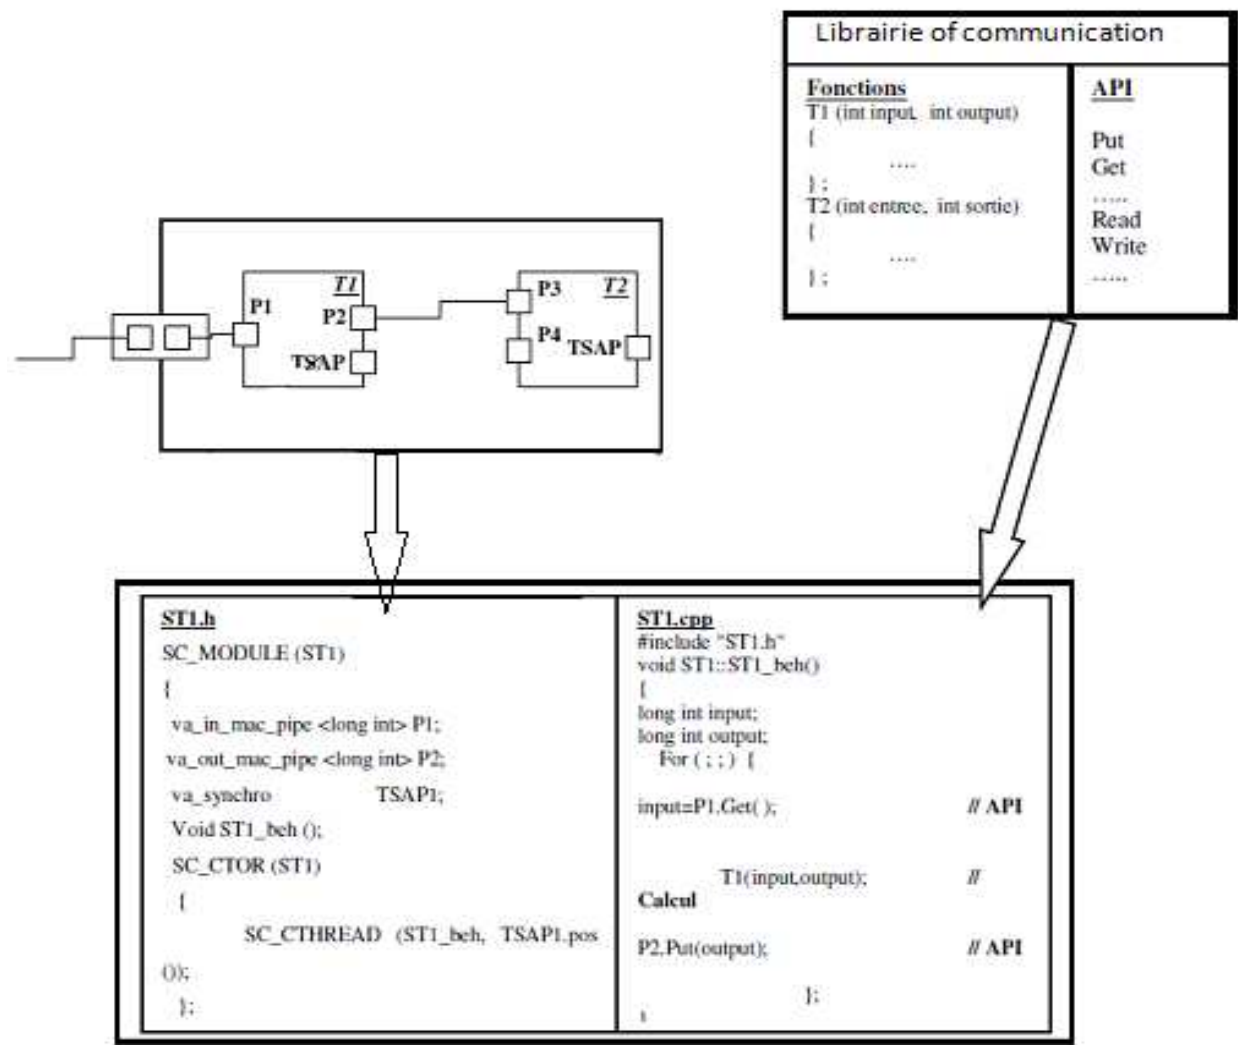 Librairie of communication
Fonctions
T1 (int input, int output)
{
....
} ;
T2 (int entree, int sortie)
{
....
} ;
API
Put
Get
.....
Read
Write
.....
T1
P1
P2
TSAP
T2
P3
P4
TSAP
ST1.h
SC_MODULE (ST1)
{
va_in_mac_pipe <long int> P1;
va_out_mac_pipe <long int> P2;
va_synchro TSAP1;
Void ST1_beh ();
SC_CTOR (ST1)
{
SC_CTHREAD (ST1_beh, TSAP1.pos
());
};
ST1.cpp
#include "ST1.h"
void ST1::ST1_beh()
{
long int input;
long int output;
For ( ; ; ) {
input=P1.Get( ); // API
T1(input,output); //
Calcul
P2.Put(output); // API
};
}